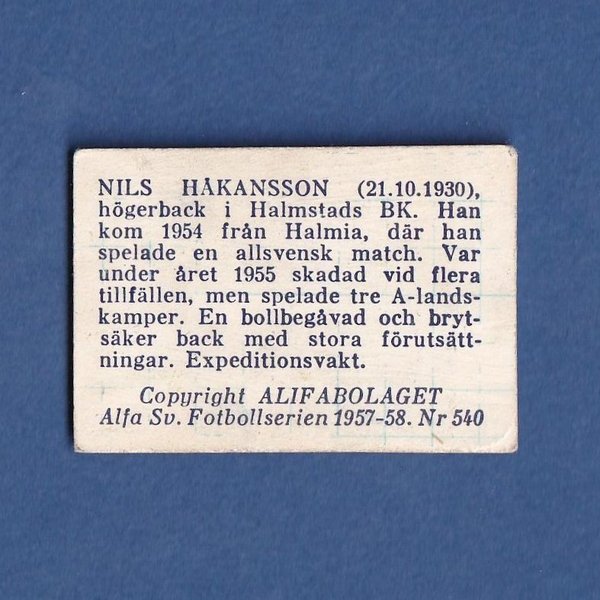 NILS HÅKANSSON (21.10.1930),
högerback i Halmstads BK. Han
kom 1954 från Halmia, där han
spelade en allsvensk match. Var
under året 1955 skadad vid flera
tillfällen, men spelade tre A-lands-
kamper. En bollbegåvad och bryt-
säker back med stora förutsätt-
ningar. Expeditionsvakt.
Copyright ALIFABOLAGET
Alfa Sv. Fotbollserien 1957-58. Nr 540